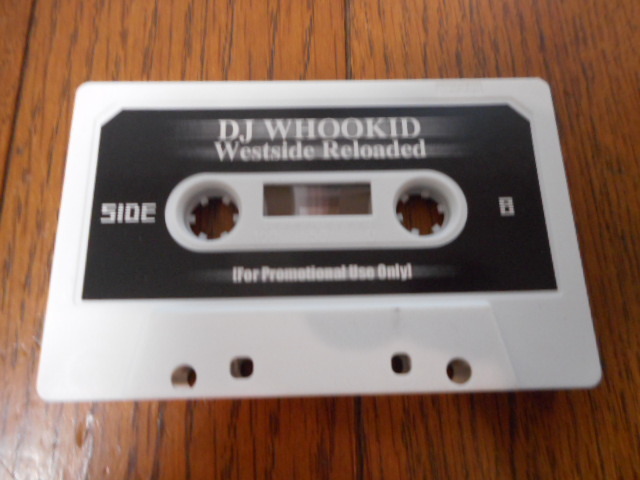 DJ WHOOKID
Westside Reloaded
SIDE B
[For Promotional Use Only]